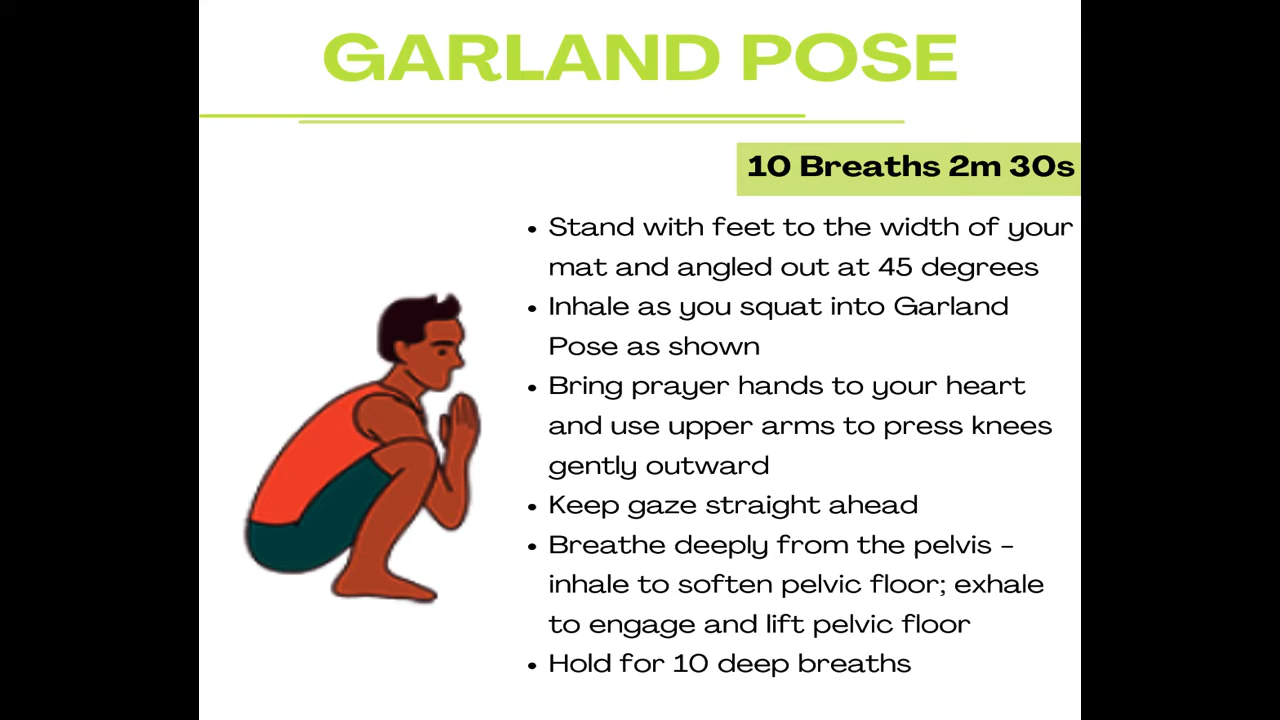 GARLAND POSE
10 Breaths 2m 30s
• Stand with feet to the width of your
mat and angled out at 45 degrees
• Inhale as you squat into Garland
Pose as shown
• Bring prayer hands to your heart
and use upper arms to press knees
gently outward
• Keep gaze straight ahead
• Breathe deeply from the pelvis –
inhale to soften pelvic floor; exhale
to engage and lift pelvic floor
• Hold for 10 deep breaths